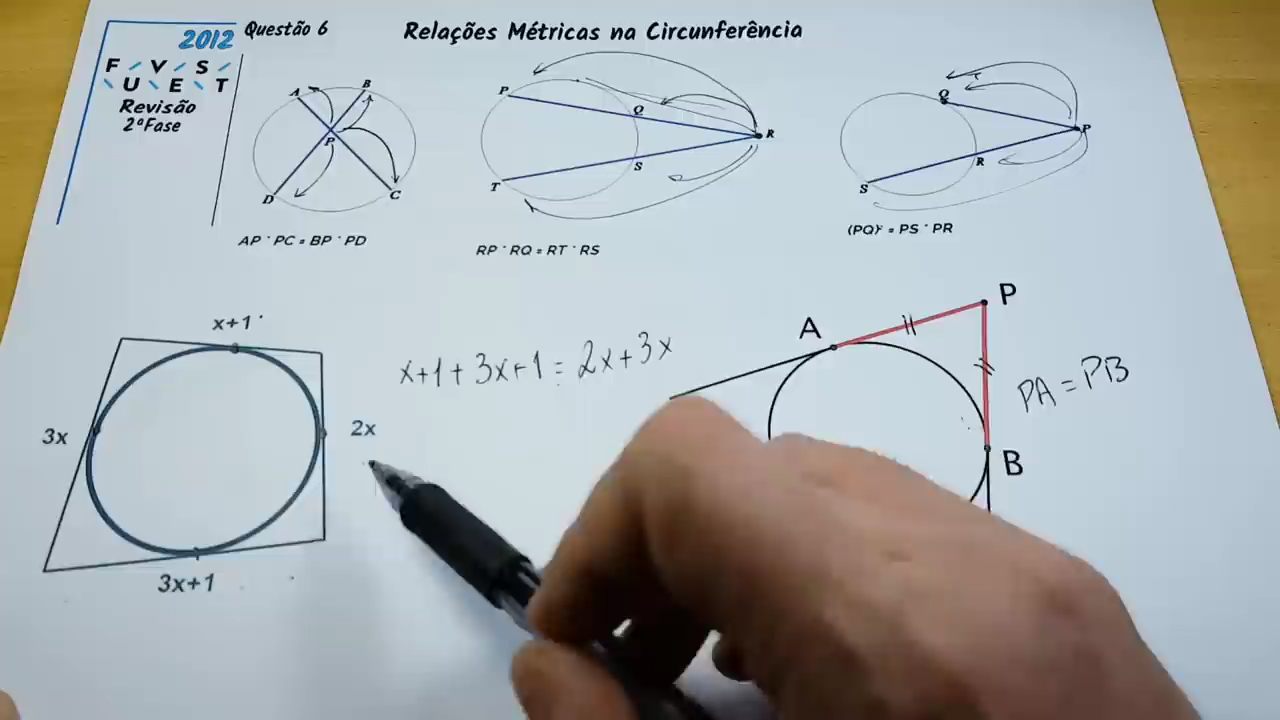 2012 Questão 6
Relações Métricas na Circunferência
F V S
U E T
Revisão
2ªFase
A B
P
D C
AP · PC = BP · PD
P Q R
T S
RP · RQ = RT · RS
Q P
S R
(PQ)² = PS · PR
x+1
3x
2x
3x+1
x+1+3x+1=2x+3x
A P
B
PA = PB